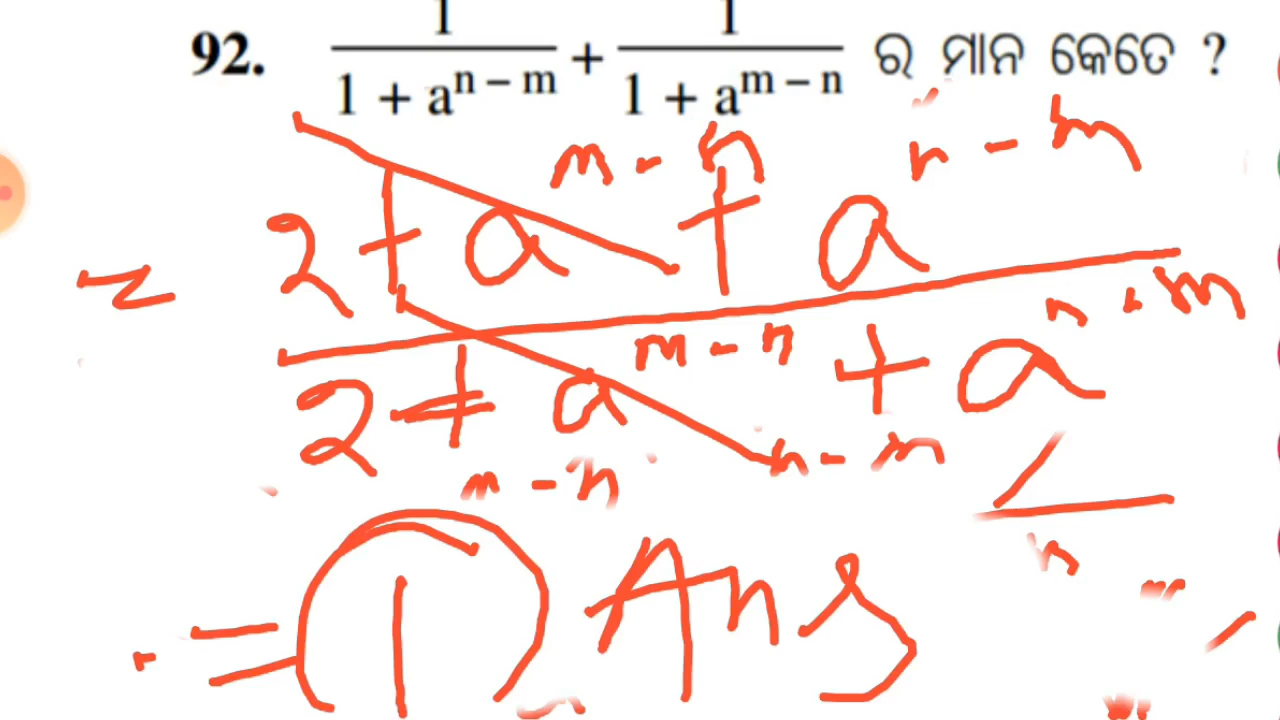 92. 1/(1 + a^(n – m)) + 1/(1 + a^(m – n)) ର ମାନ କେତେ ?
= (2 + a^(m - n) + a^(n - m))/(2 + a^(m - n) + a^(n - m))
= 1 Ans